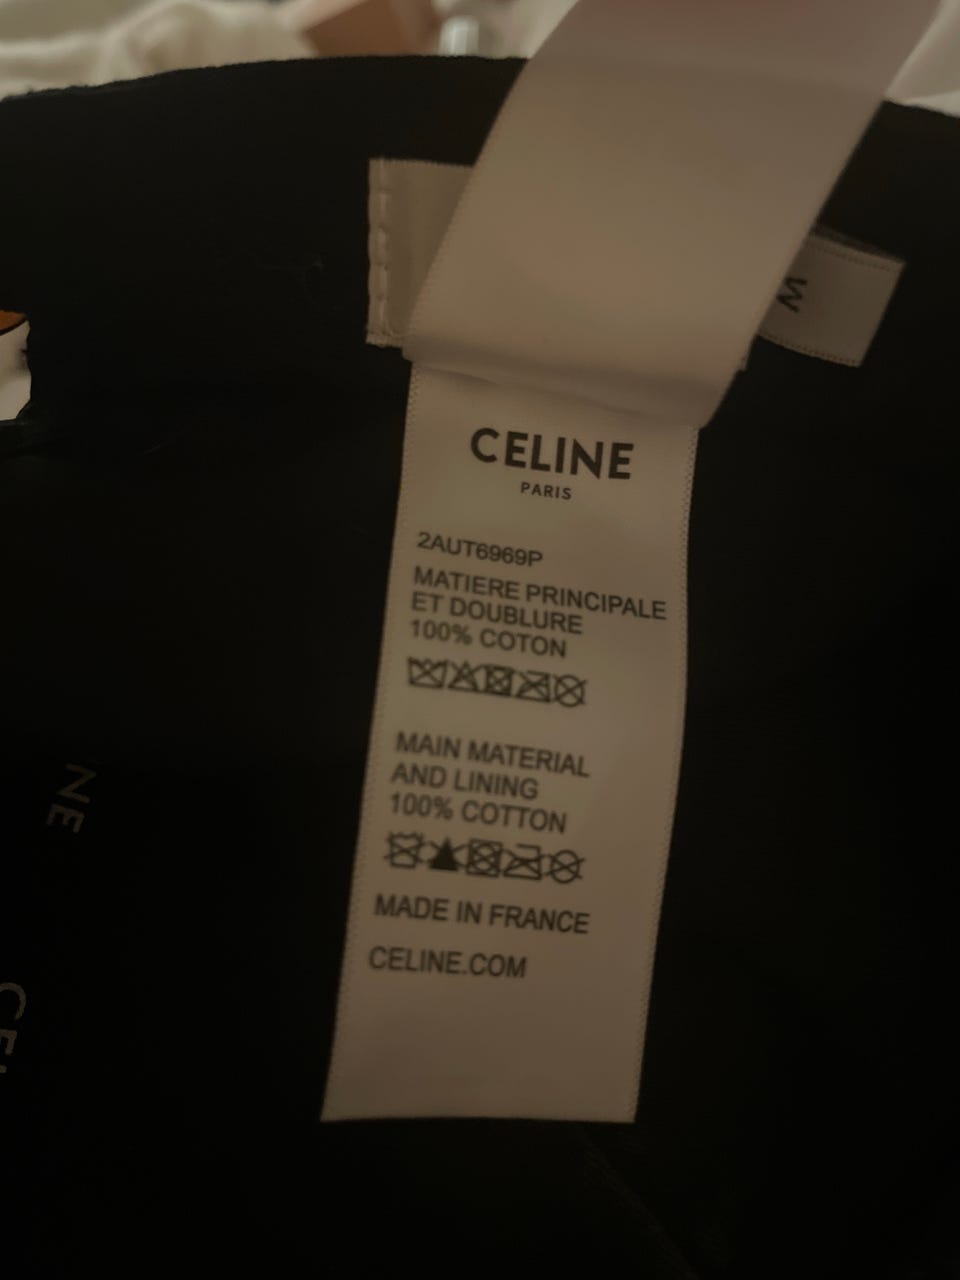 M
CELINE
PARIS
2AUT6969P
MATIERE PRINCIPALE
ET DOUBLURE
100% COTON
MAIN MATERIAL
AND LINING
100% COTTON
MADE IN FRANCE
CELINE.COM
NE
CEL